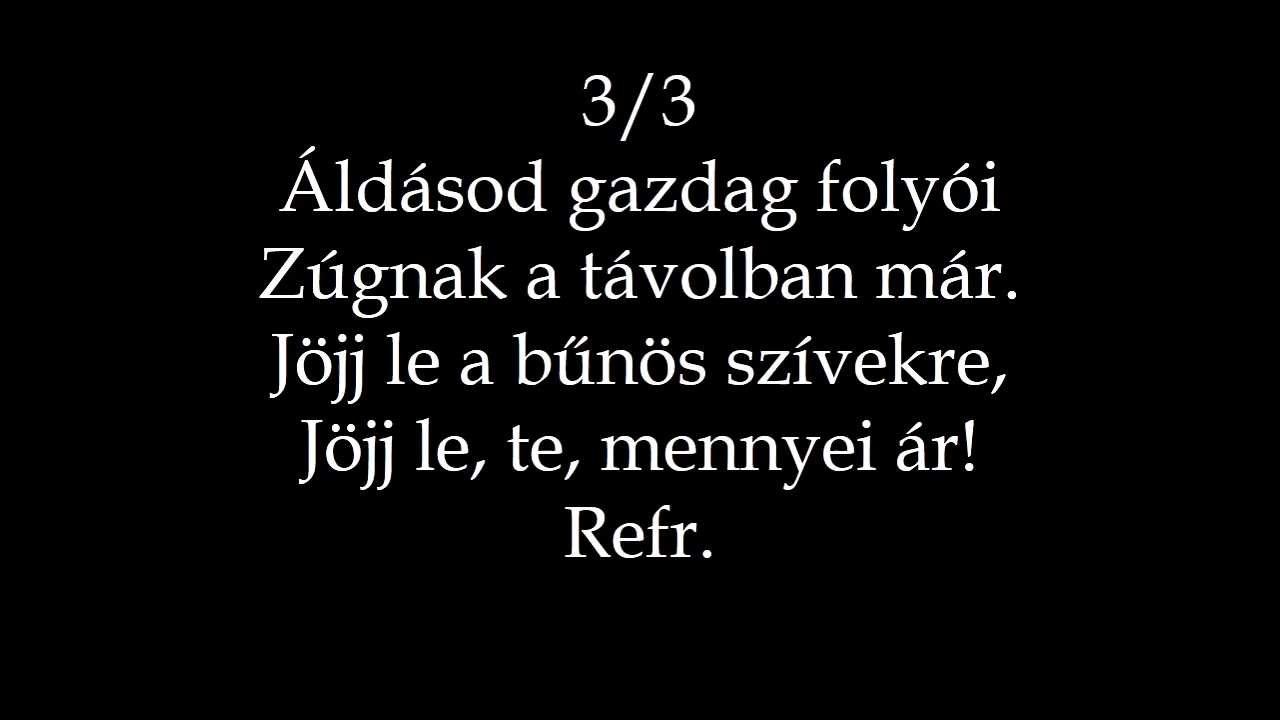 3/3
Áldásod gazdag folyói
Zúgnak a távolban már.
Jöjj le a bűnös szívekre,
Jöjj le, te, mennyei ár!
Refr.